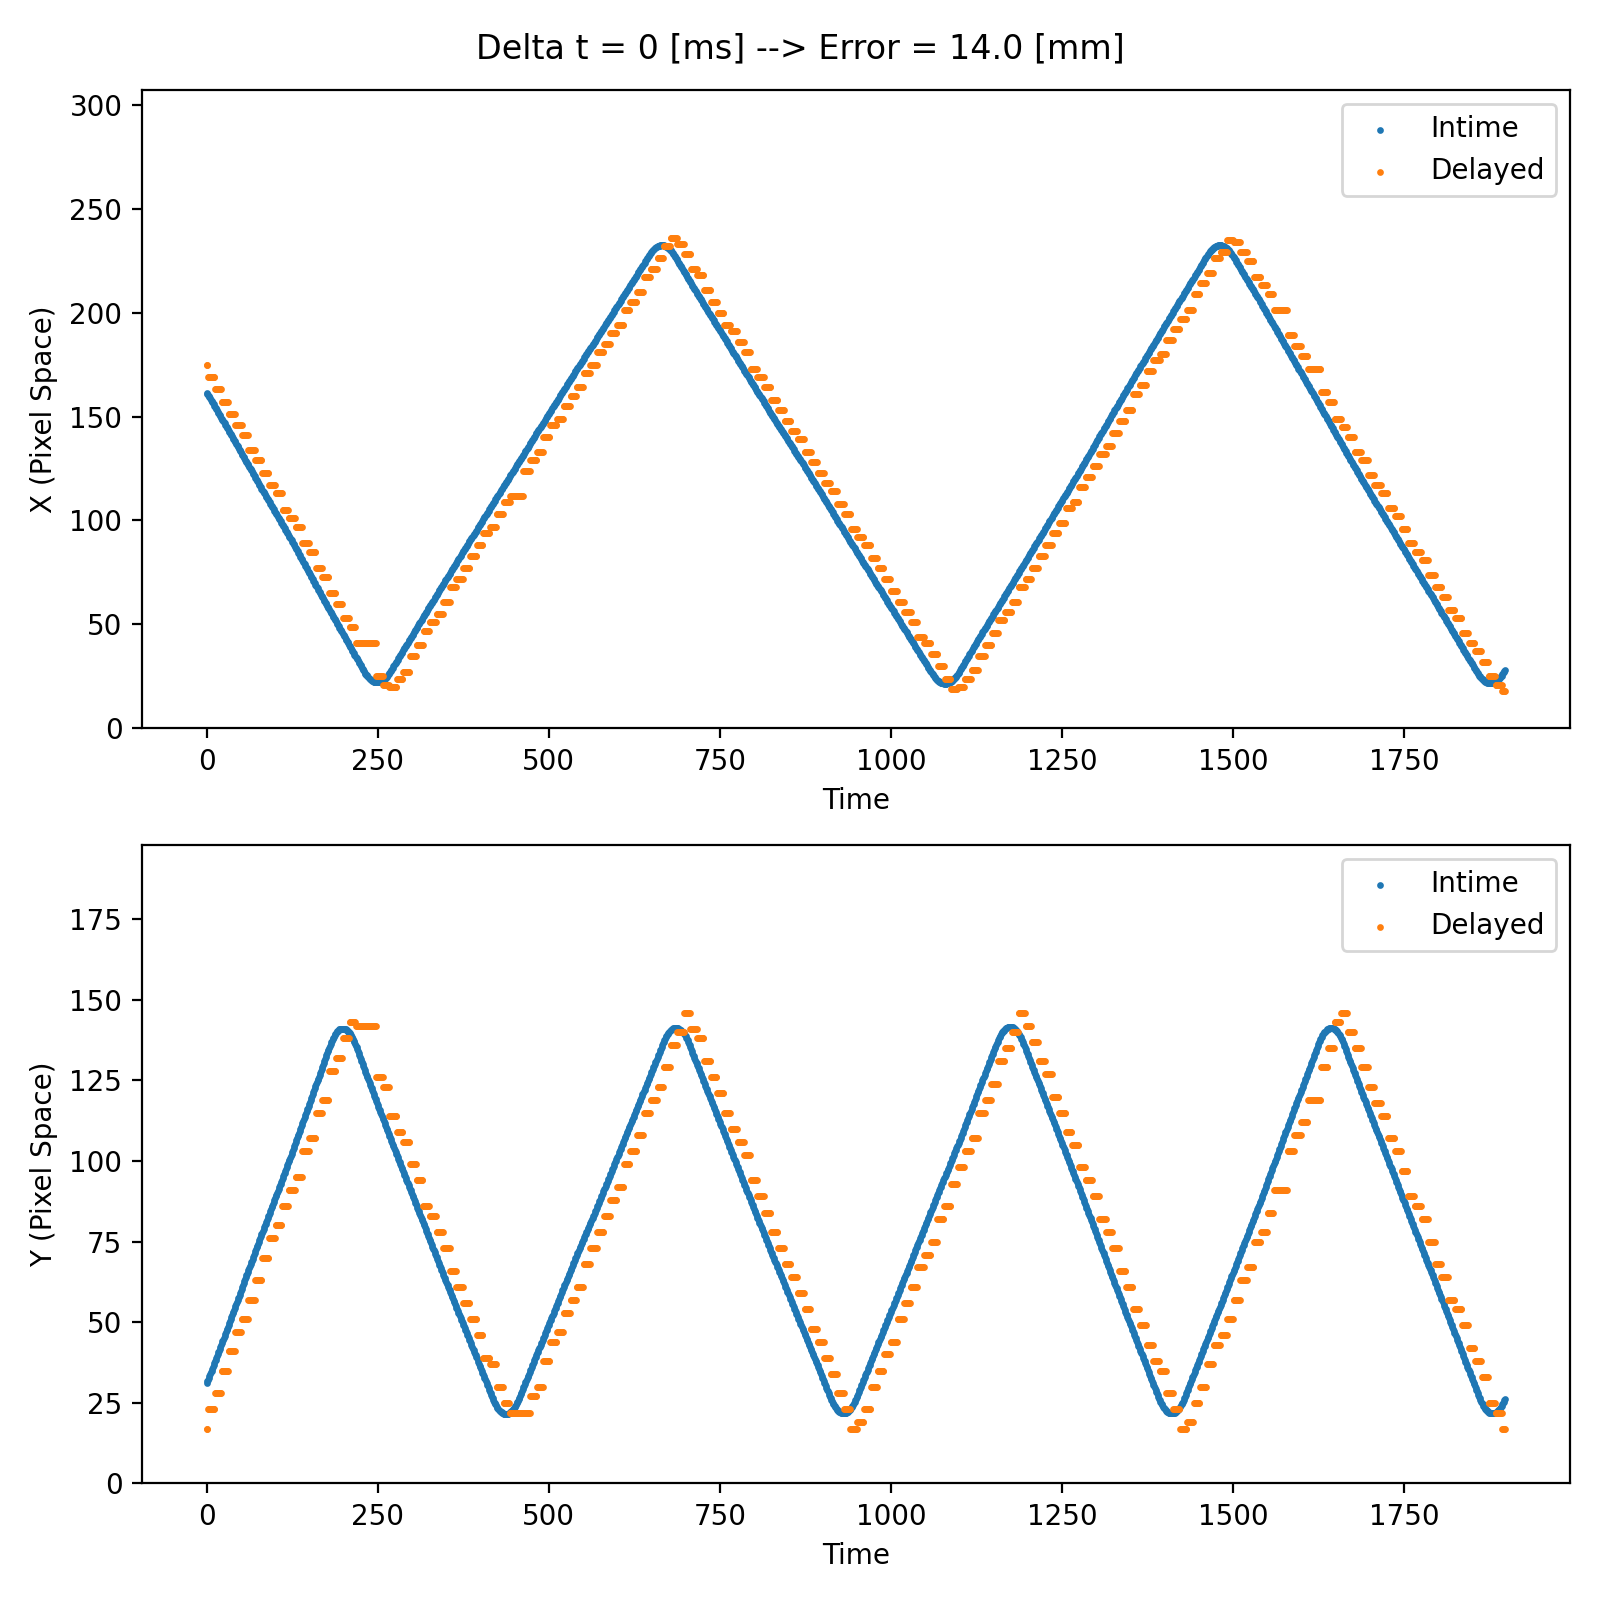 Delta t = 0 [ms] --> Error = 14.0 [mm]
300
250
200
150
100
50
0
X (Pixel Space)
Intime
Delayed
0 250 500 750 1000 1250 1500 1750
Time
175
150
125
100
75
50
25
0
Y (Pixel Space)
Intime
Delayed
0 250 500 750 1000 1250 1500 1750
Time